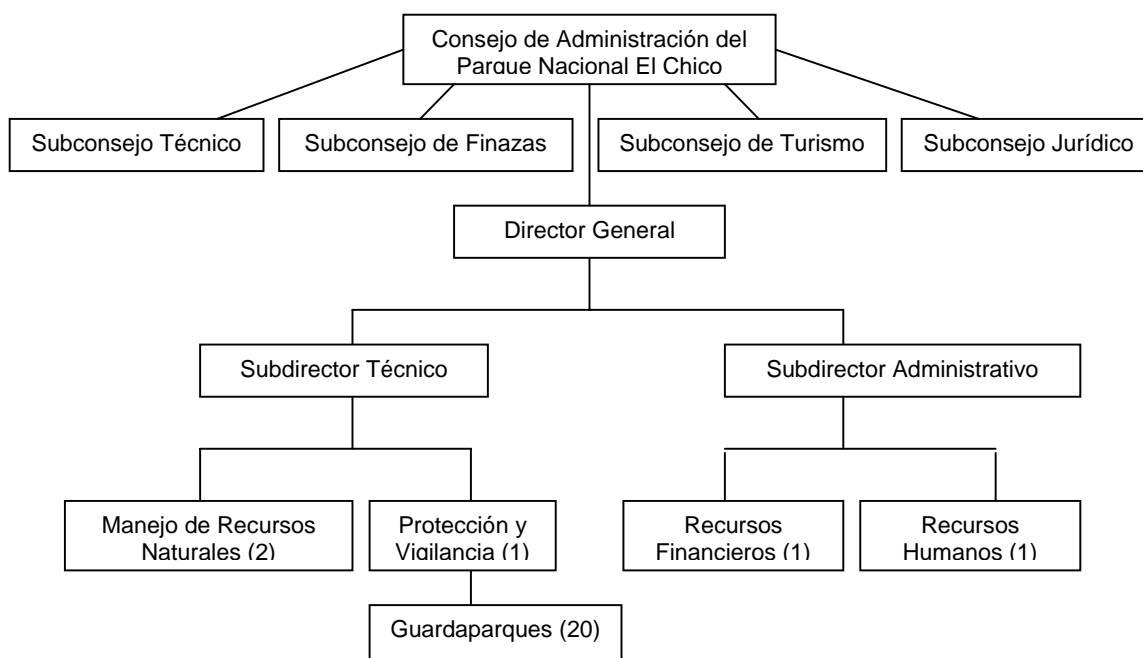 Consejo de Administración del
Parque Nacional El Chico
Subconsejo Técnico
Subconsejo de Finazas
Subconsejo de Turismo
Subconsejo Jurídico
Director General
Subdirector Técnico
Subdirector Administrativo
Manejo de Recursos
Naturales (2)
Protección y
Vigilancia (1)
Recursos
Financieros (1)
Recursos
Humanos (1)
Guardaparques (20)